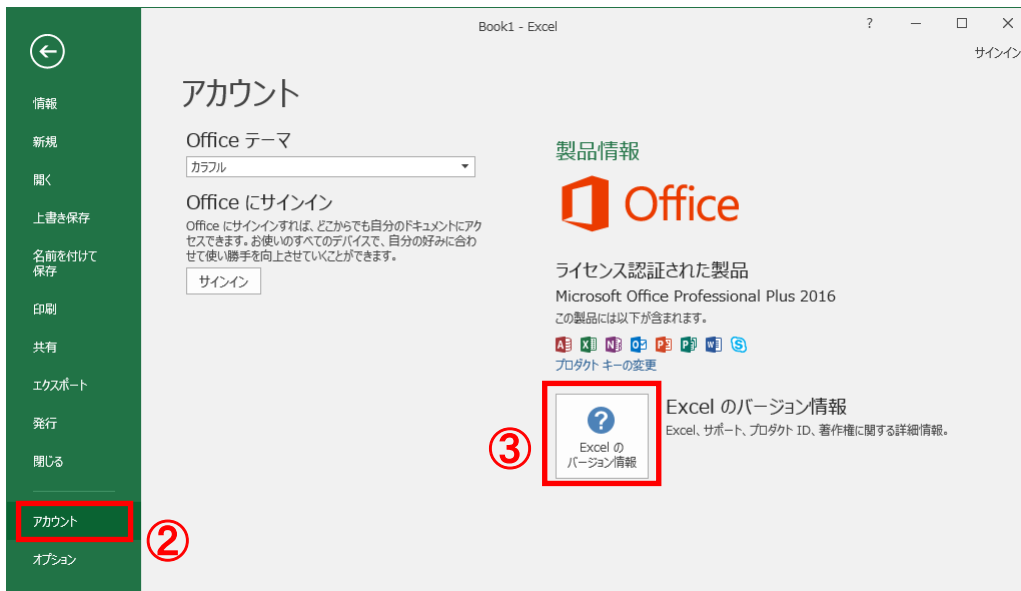 Book1 - Excel
?
サインイン
情報
新規
開く
上書き保存
名前を付けて
保存
印刷
共有
エクスポート
発行
閉じる
アカウント
②
オプション
アカウント
Office テーマ
カラフル
Office にサインイン
Office にサインインすれば、どこからでも自分のドキュメントにアク
セスできます。お使いのすべてのデバイスで、自分の好みに合わ
せて使い勝手を向上させていくことができます。
サインイン
製品情報
Office
ライセンス認証された製品
Microsoft Office Professional Plus 2016
この製品には以下が含まれます。
プロダクト キーの変更
③
?
Excel の
バージョン情報
Excel のバージョン情報
Excel、サポート、プロダクト ID、著作権に関する詳細情報。